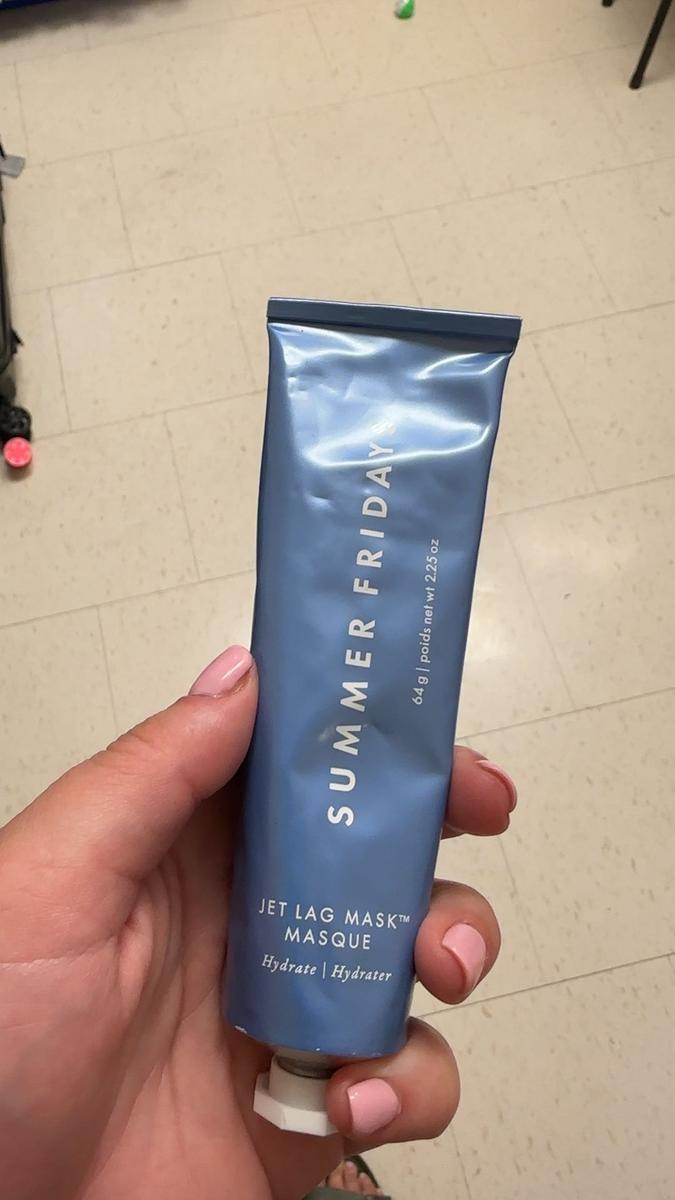 SUMMER FRIDAYS
64 g | poids net wt 2.25 oz
JET LAG MASK™
MASQUE
Hydrate | Hydrater